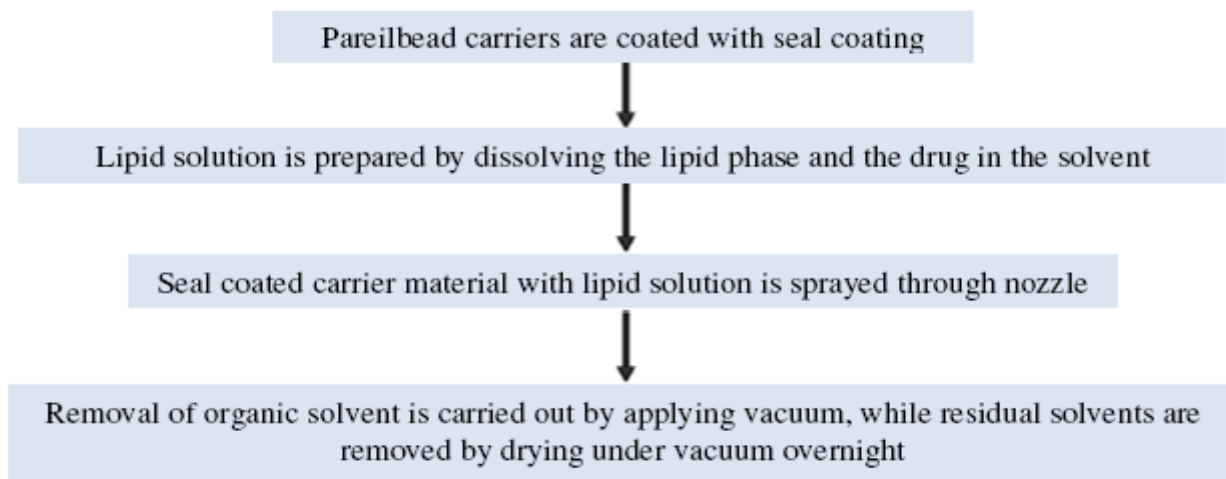 Pareilbead carriers are coated with seal coating
Lipid solution is prepared by dissolving the lipid phase and the drug in the solvent
Seal coated carrier material with lipid solution is sprayed through nozzle
Removal of organic solvent is carried out by applying vacuum, while residual solvents are
removed by drying under vacuum overnight